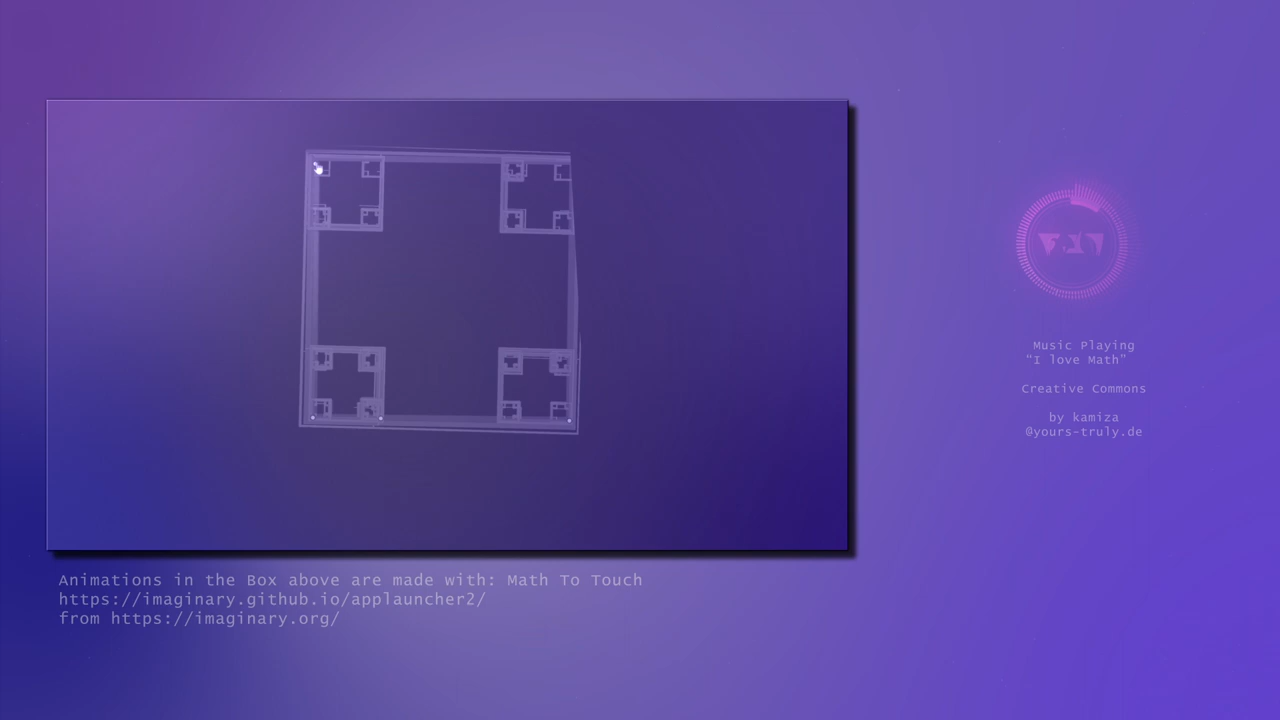 Animations in the Box above are made with: Math To Touch
https://imaginary.github.io/applauncher2/
from https://imaginary.org/
Music Playing
“I love Math”
Creative Commons
by kamiza
@yours-truly.de